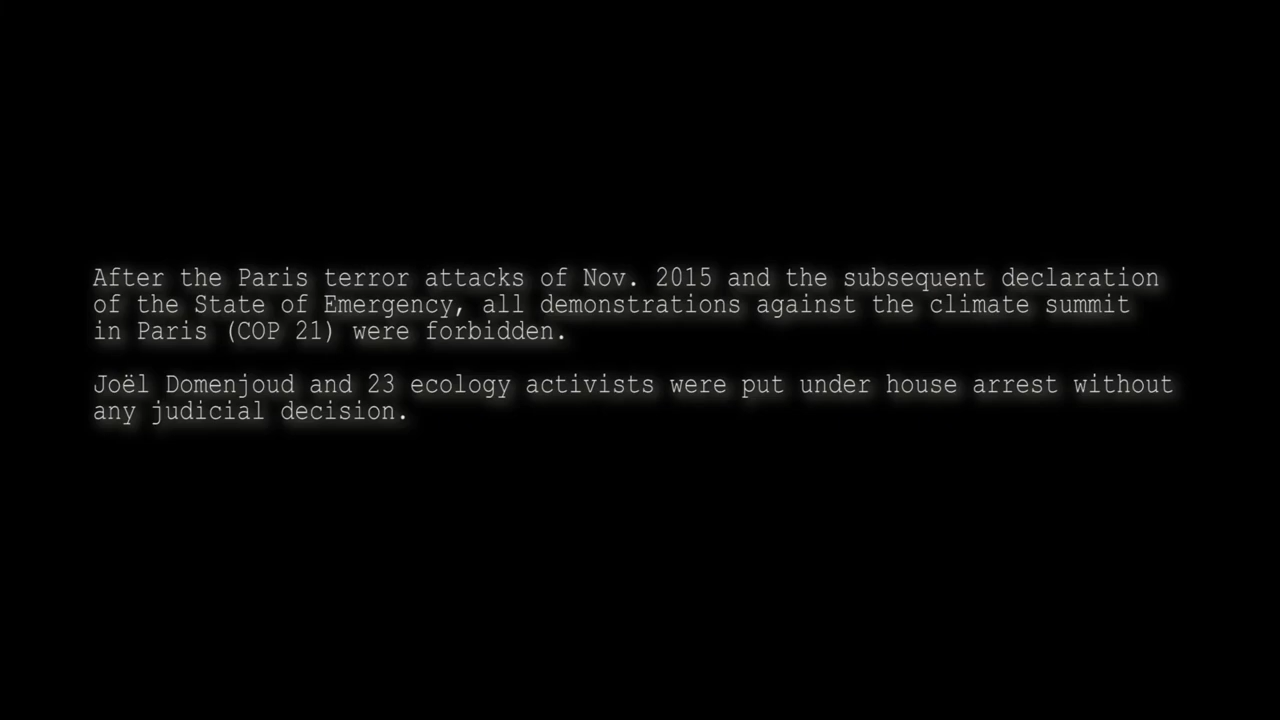 After the Paris terror attacks of Nov. 2015 and the subsequent declaration
of the State of Emergency, all demonstrations against the climate summit
in Paris (COP 21) were forbidden.
Joël Domenjoud and 23 ecology activists were put under house arrest without
any judicial decision.